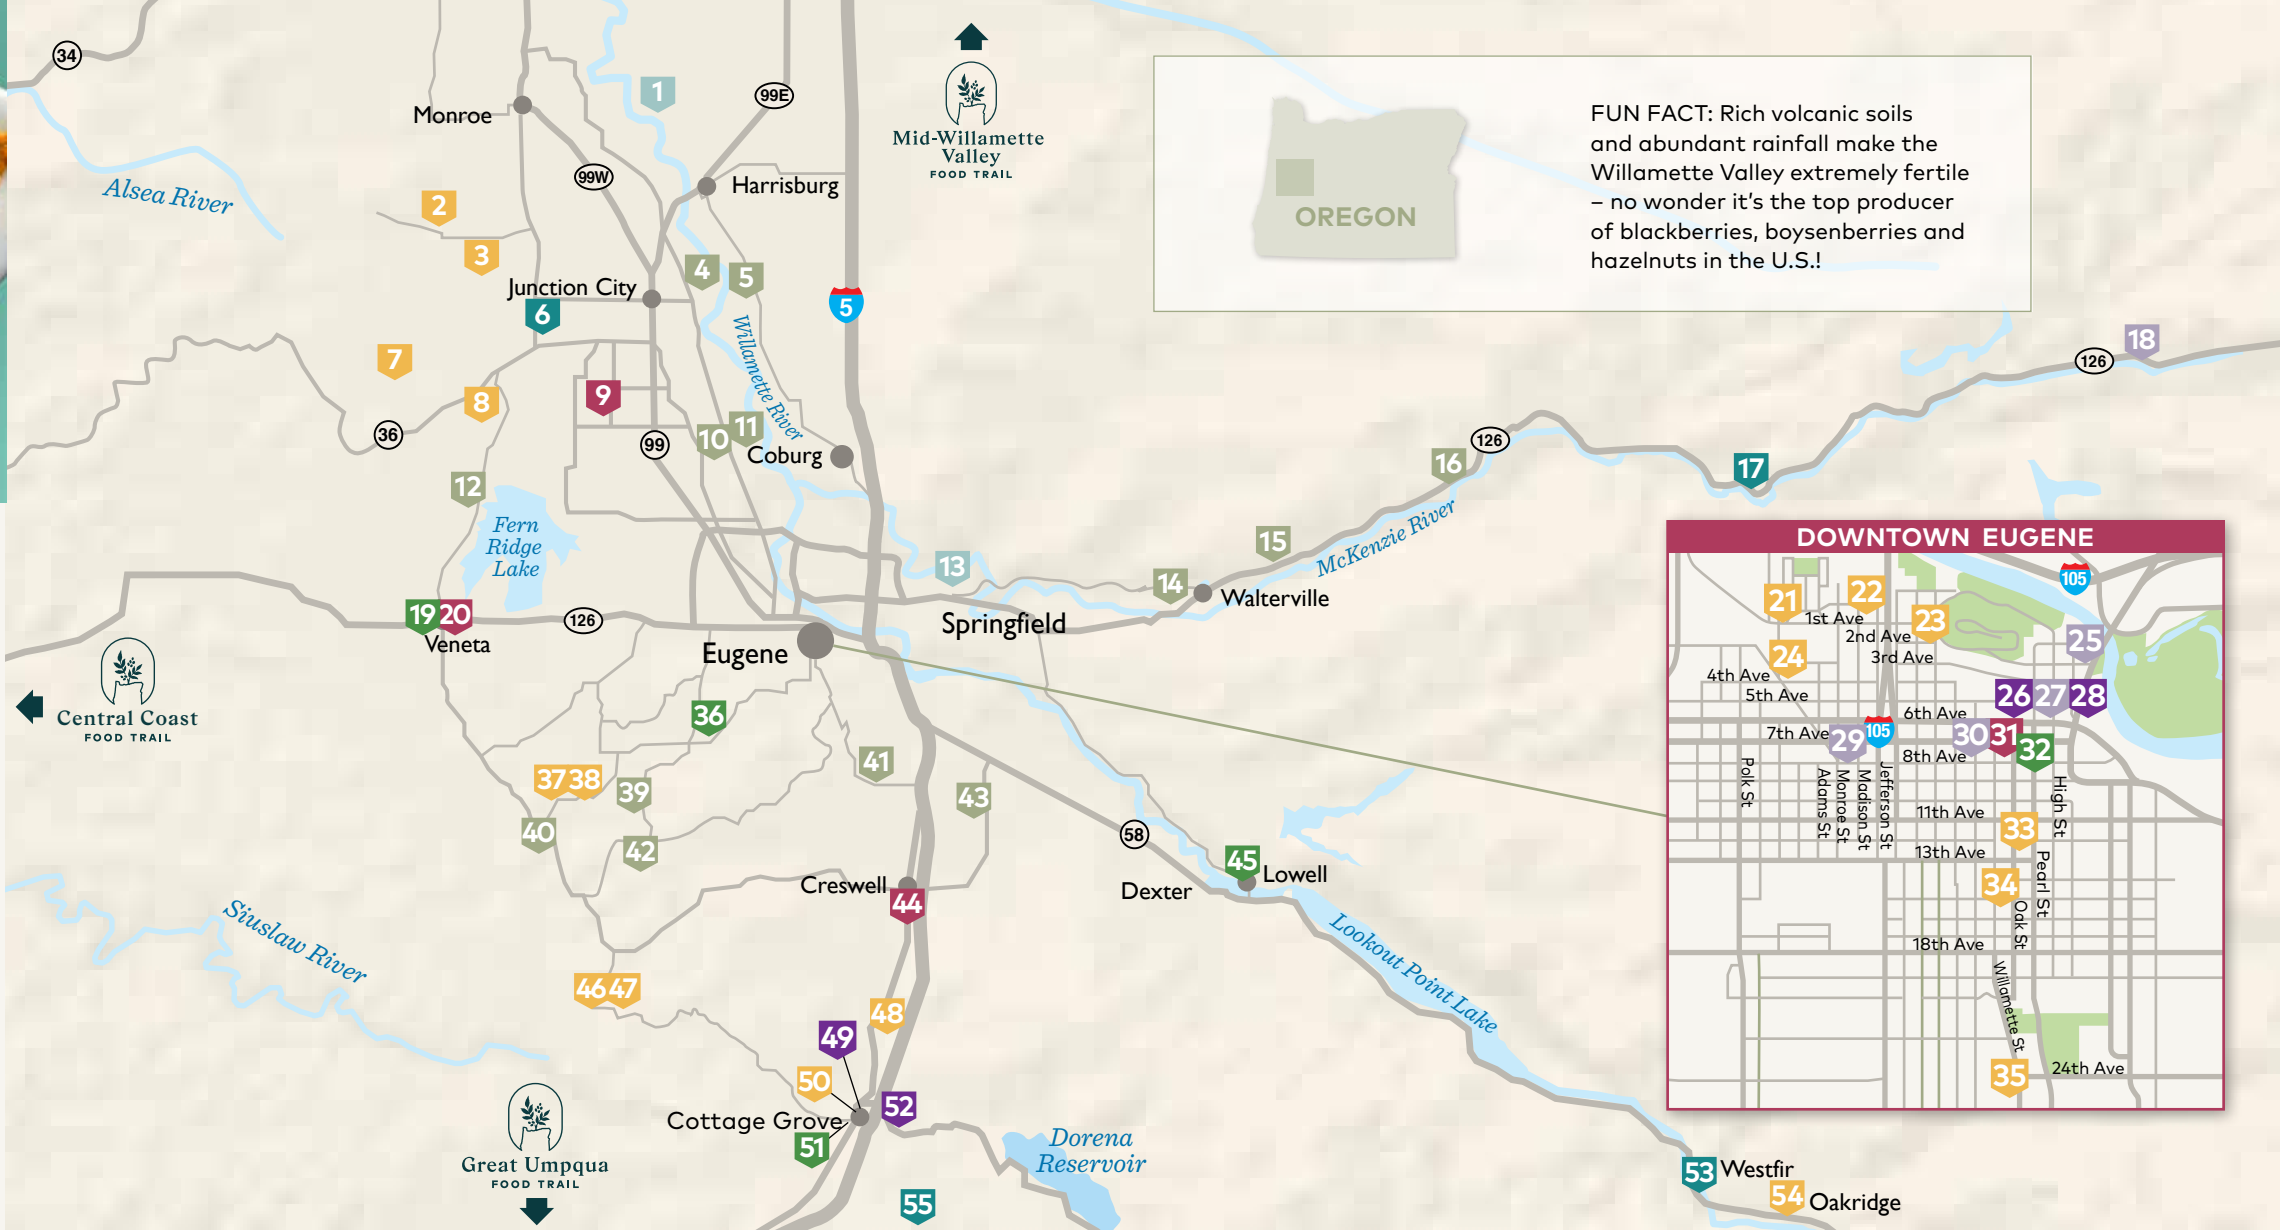 34
Monroe
1
99E
Mid-Willamette
Valley
FOOD TRAIL
FUN FACT: Rich volcanic soils
and abundant rainfall make the
Willamette Valley extremely fertile
– no wonder it's the top producer
of blackberries, boysenberries and
hazelnuts in the U.S.!
OREGON
Alsea River
99W
Harrisburg
2
3
4
5
5
Junction City
6
Willamette River
7
8
9
36
99
10
11
Coburg
12
Fern
Ridge
Lake
13
14
15
16
126
17
126
18
McKenzie River
Walterville
Springfield
19
20
Veneta
126
Eugene
Central Coast
FOOD TRAIL
36
37
38
39
40
41
42
43
58
45
Lowell
Dexter
Creswell
44
Lookout Point Lake
Siuslaw River
46
47
48
49
50
Cottage Grove
51
52
Great Umpqua
FOOD TRAIL
Dorena
Reservoir
55
53
Westfir
54
Oakridge
DOWNTOWN EUGENE
105
21
22
23
1st Ave
2nd Ave
3rd Ave
24
25
4th Ave
5th Ave
26
27
28
6th Ave
7th Ave
29
105
30
31
32
8th Ave
Polk St
Adams St
Monroe St
Madison St
Jefferson St
High St
11th Ave
33
13th Ave
Pearl St
34
Oak St
18th Ave
Willamette St
35
24th Ave